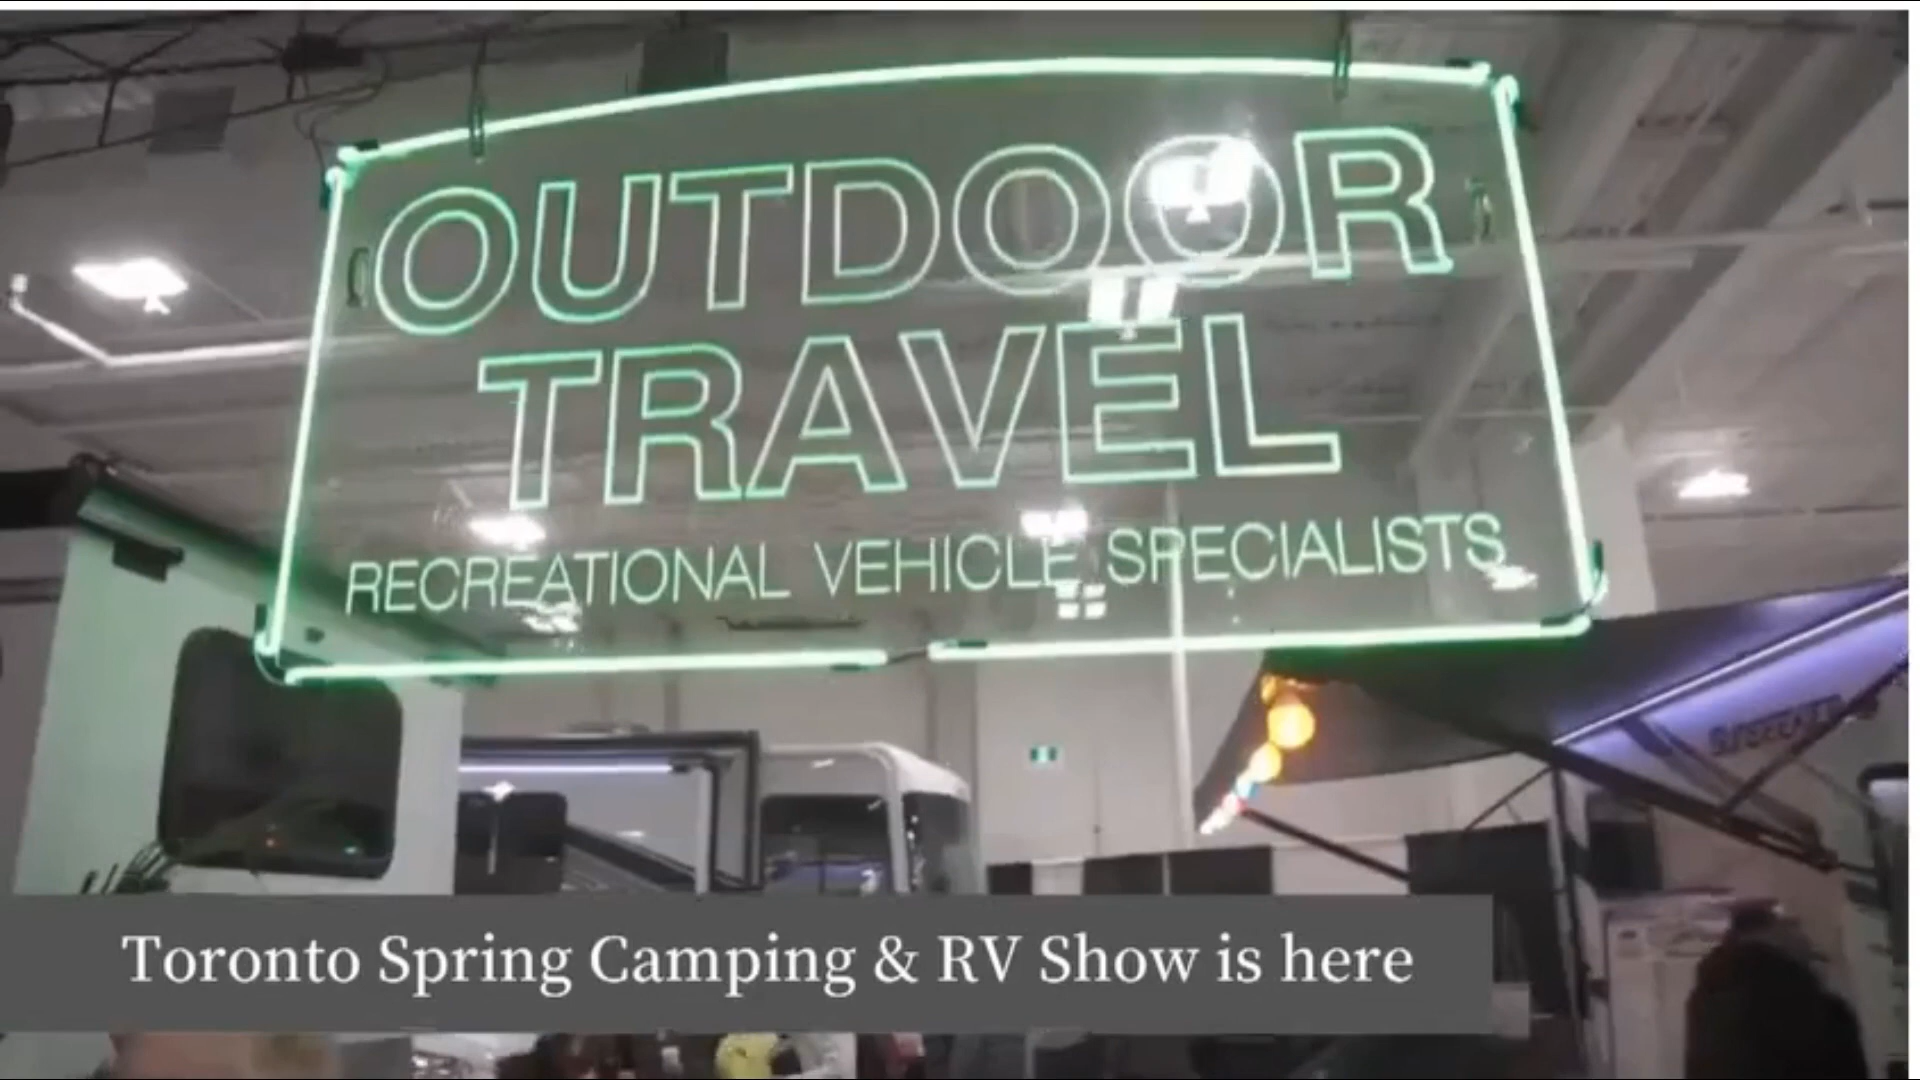 OUTDOOR
TRAVEL
RECREATIONAL VEHICLE SPECIALISTS
Toronto Spring Camping & RV Show is here